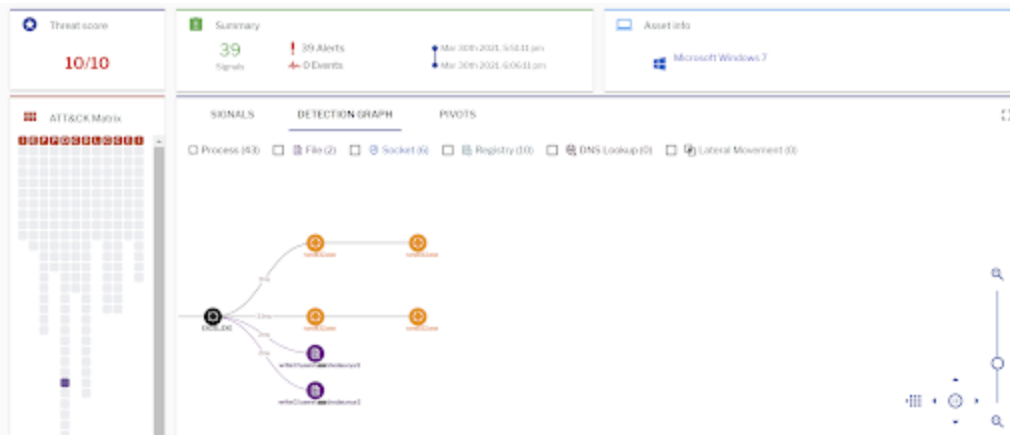 Threat score
10/10
Summary
39
Signals
39 Alerts
0 Events
Mar 30th 2021, 5:51:11 pm
Mar 30th 2021, 6:06:11 pm
Asset info
Microsoft Windows 7
ATT&CK Matrix
SIGNALS
DETECTION GRAPH
PIVOTS
Process (43)
File (2)
Socket (6)
Registry (10)
DNS Lookup (0)
Lateral Movement (0)